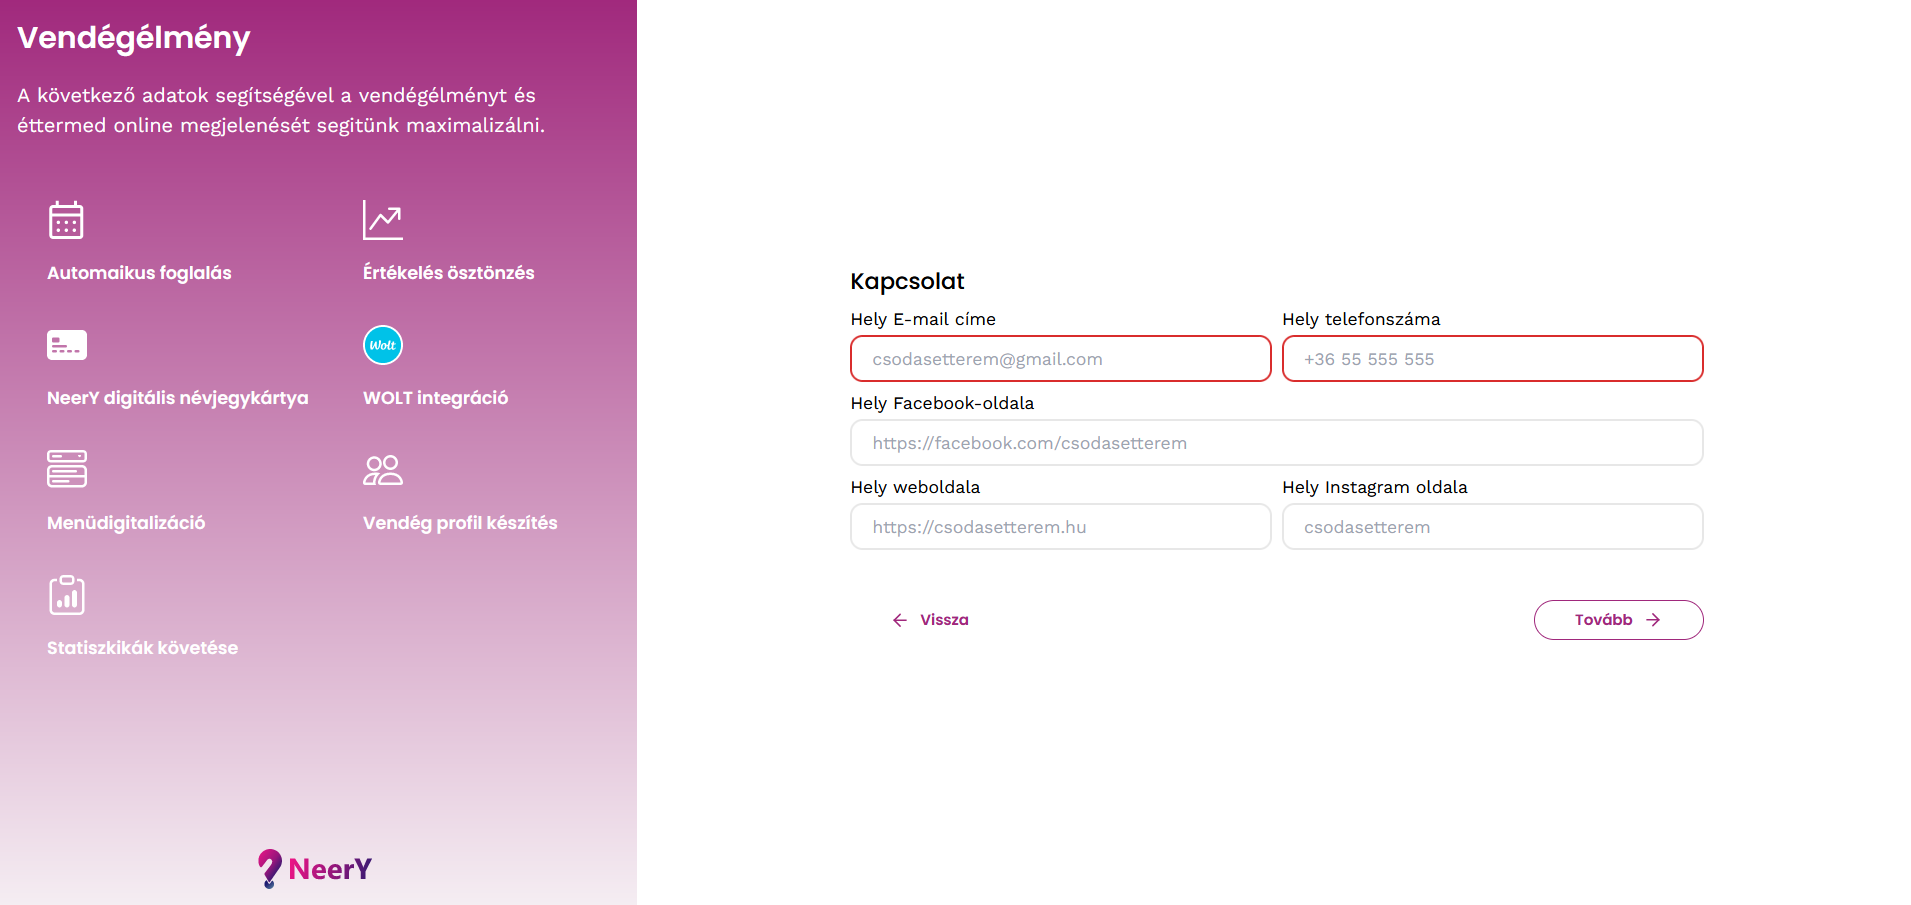 Vendégélmény
A következő adatok segítségével a vendégélményt és
éttermed online megjelenését segitünk maximalizálni.
Automaikus foglalás
Értékelés ösztönzés
NeerY digitális névjegykártya
Wolt
WOLT integráció
Menüdigitalizáció
Vendég profil készítés
Statiszkikák követése
NeerY
Kapcsolat
Hely E-mail címe
csodasetterem@gmail.com
Hely telefonszáma
+36 55 555 555
Hely Facebook-oldala
https://facebook.com/csodasetterem
Hely weboldala
https://csodasetterem.hu
Hely Instagram oldala
csodasetterem
Vissza
Tovább